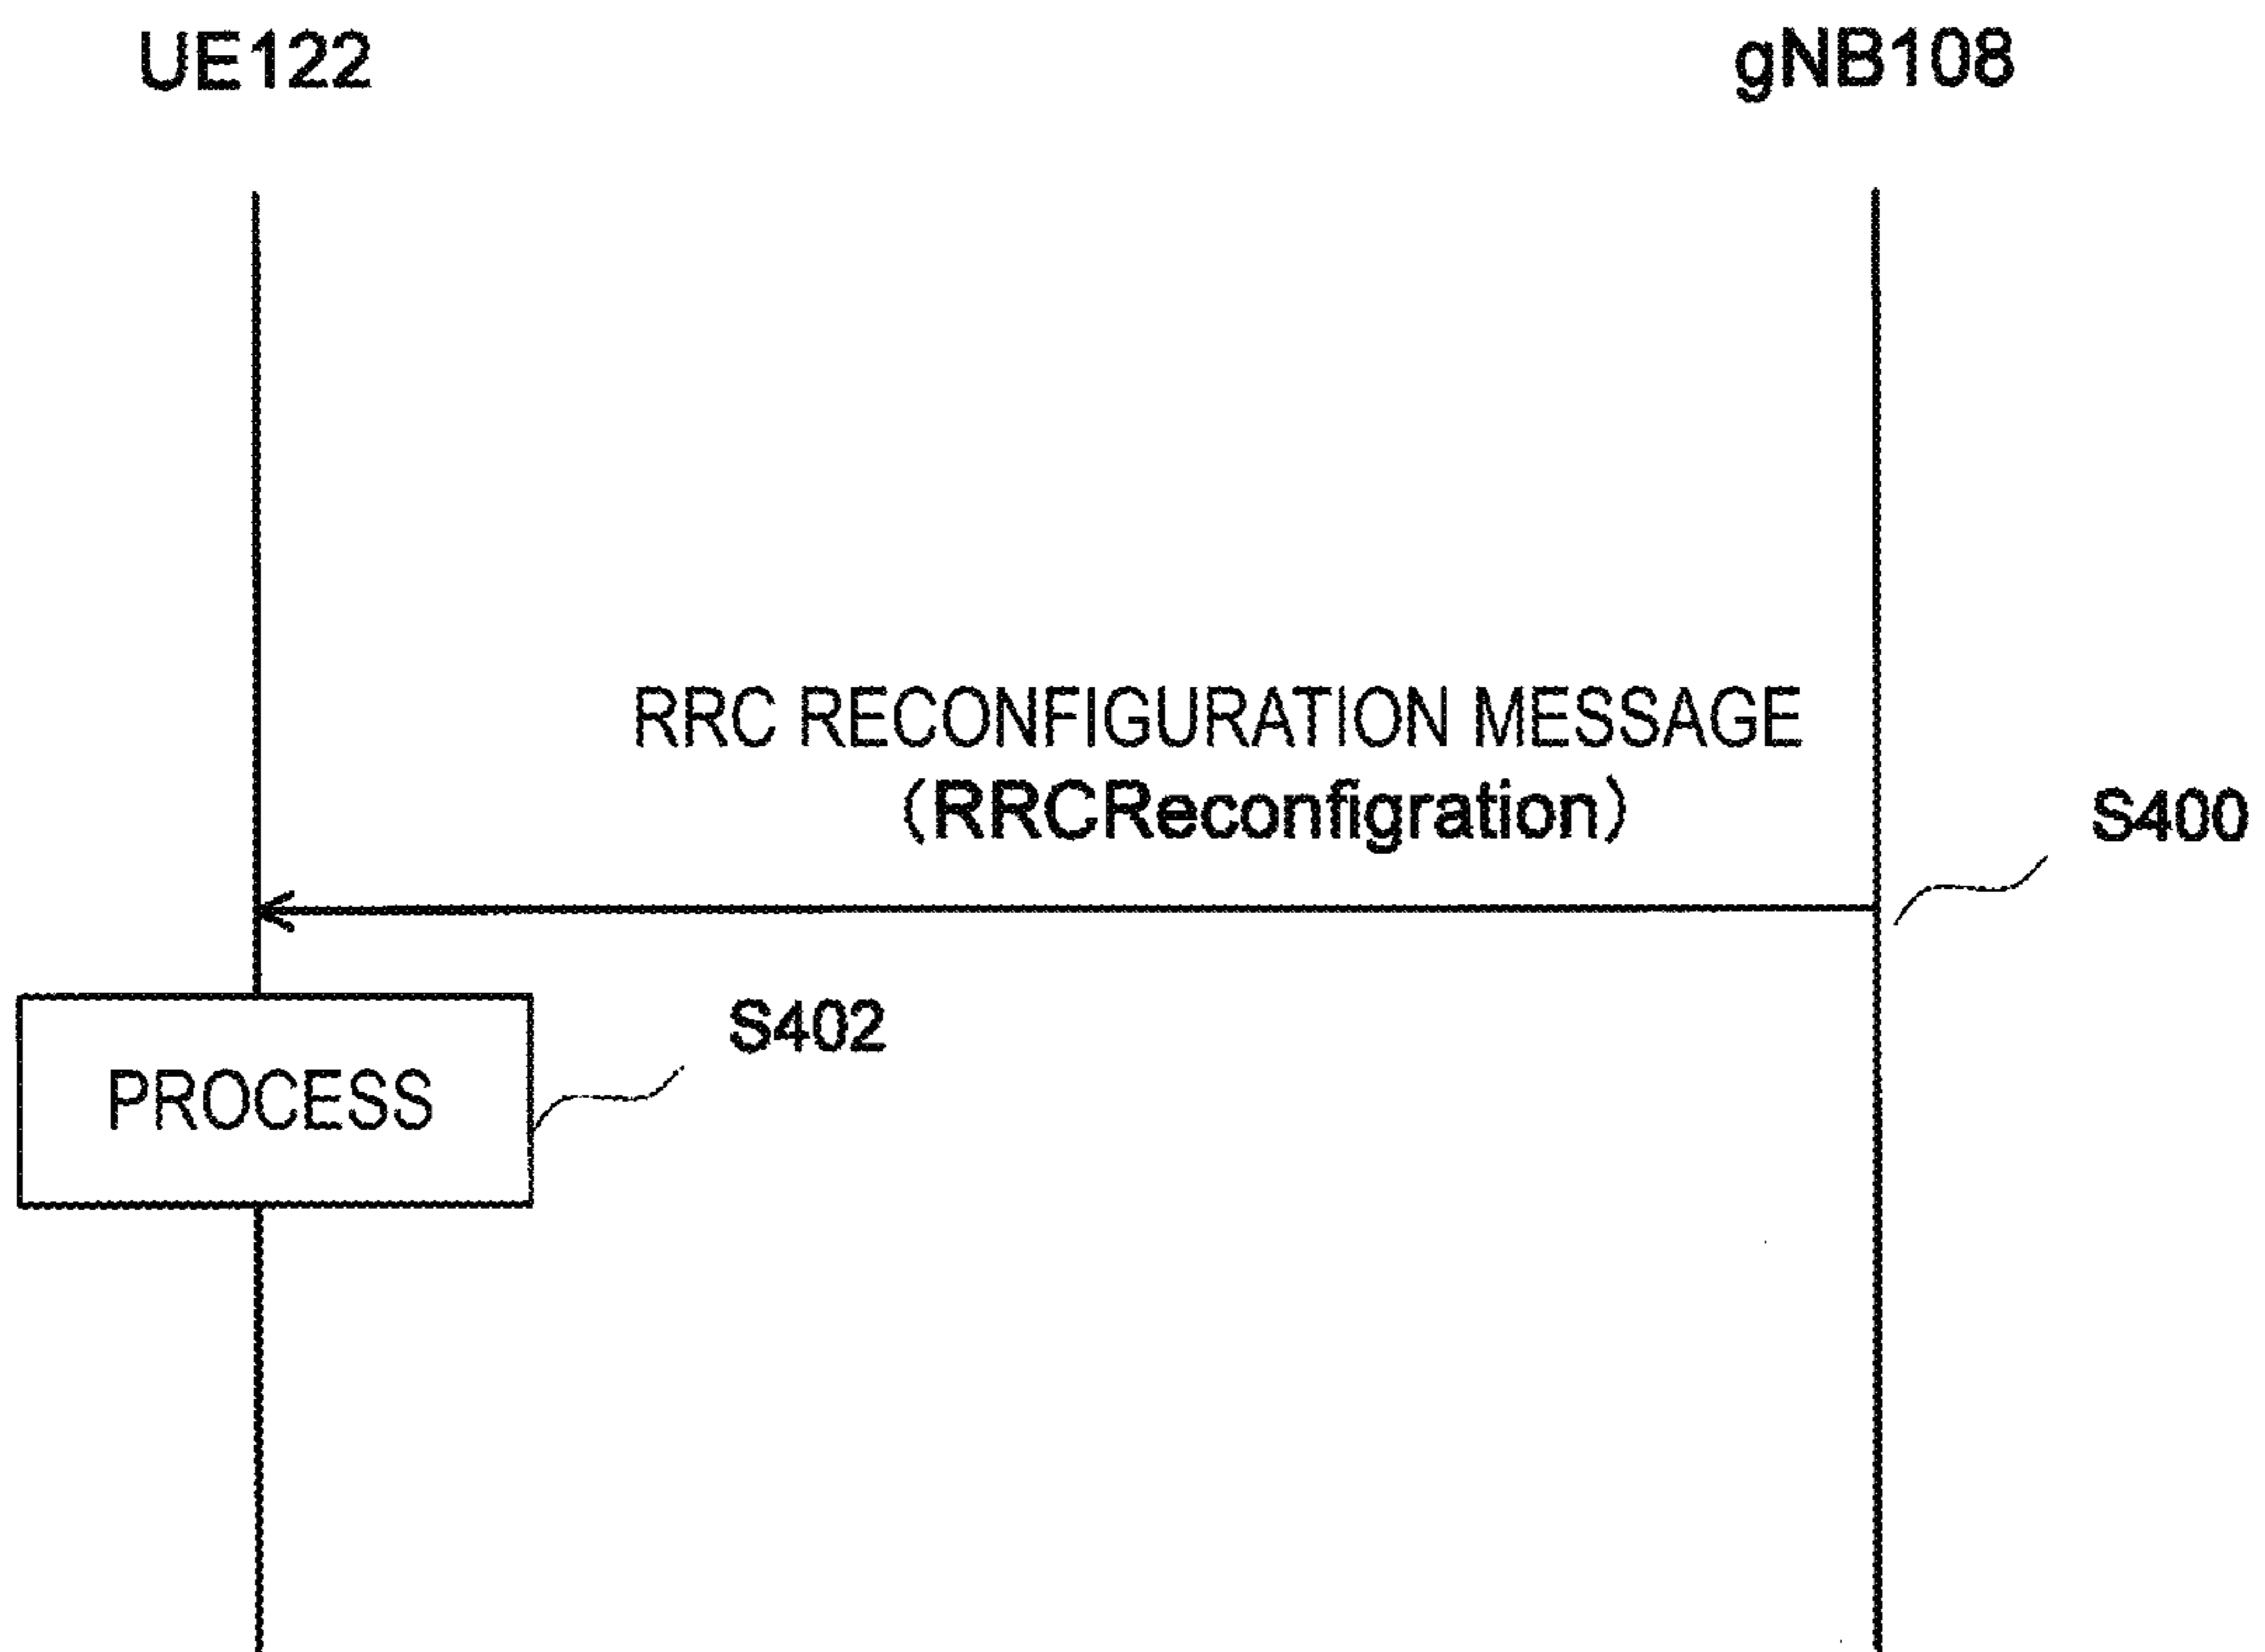 UE122
gNB108
RRC RECONFIGURATION MESSAGE
(RRCReconfigration)
S400
S402
PROCESS